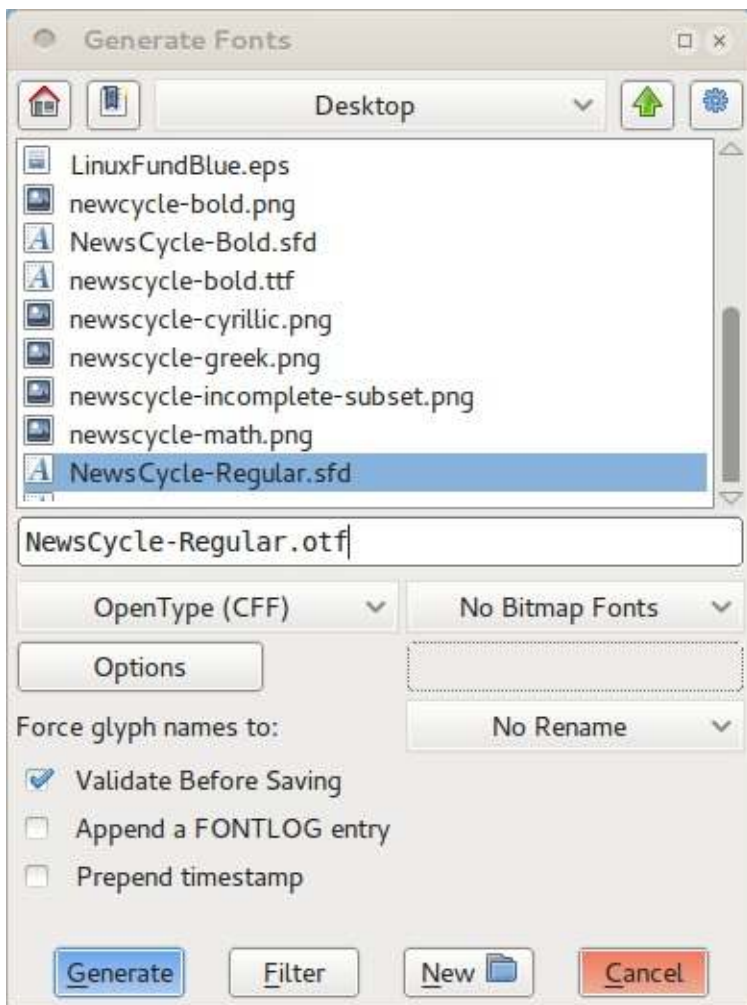 Generate Fonts
Desktop
LinuxFundBlue.eps
newcycle-bold.png
NewsCycle-Bold.sfd
newscycle-bold.ttf
newscycle-cyrillic.png
newscycle-greek.png
newscycle-incomplete-subset.png
newscycle-math.png
NewsCycle-Regular.sfd
NewsCycle-Regular.otf
OpenType (CFF) No Bitmap Fonts
Options
Force glyph names to: No Rename
Validate Before Saving
Append a FONTLOG entry
Prepend timestamp
Generate Filter New Cancel